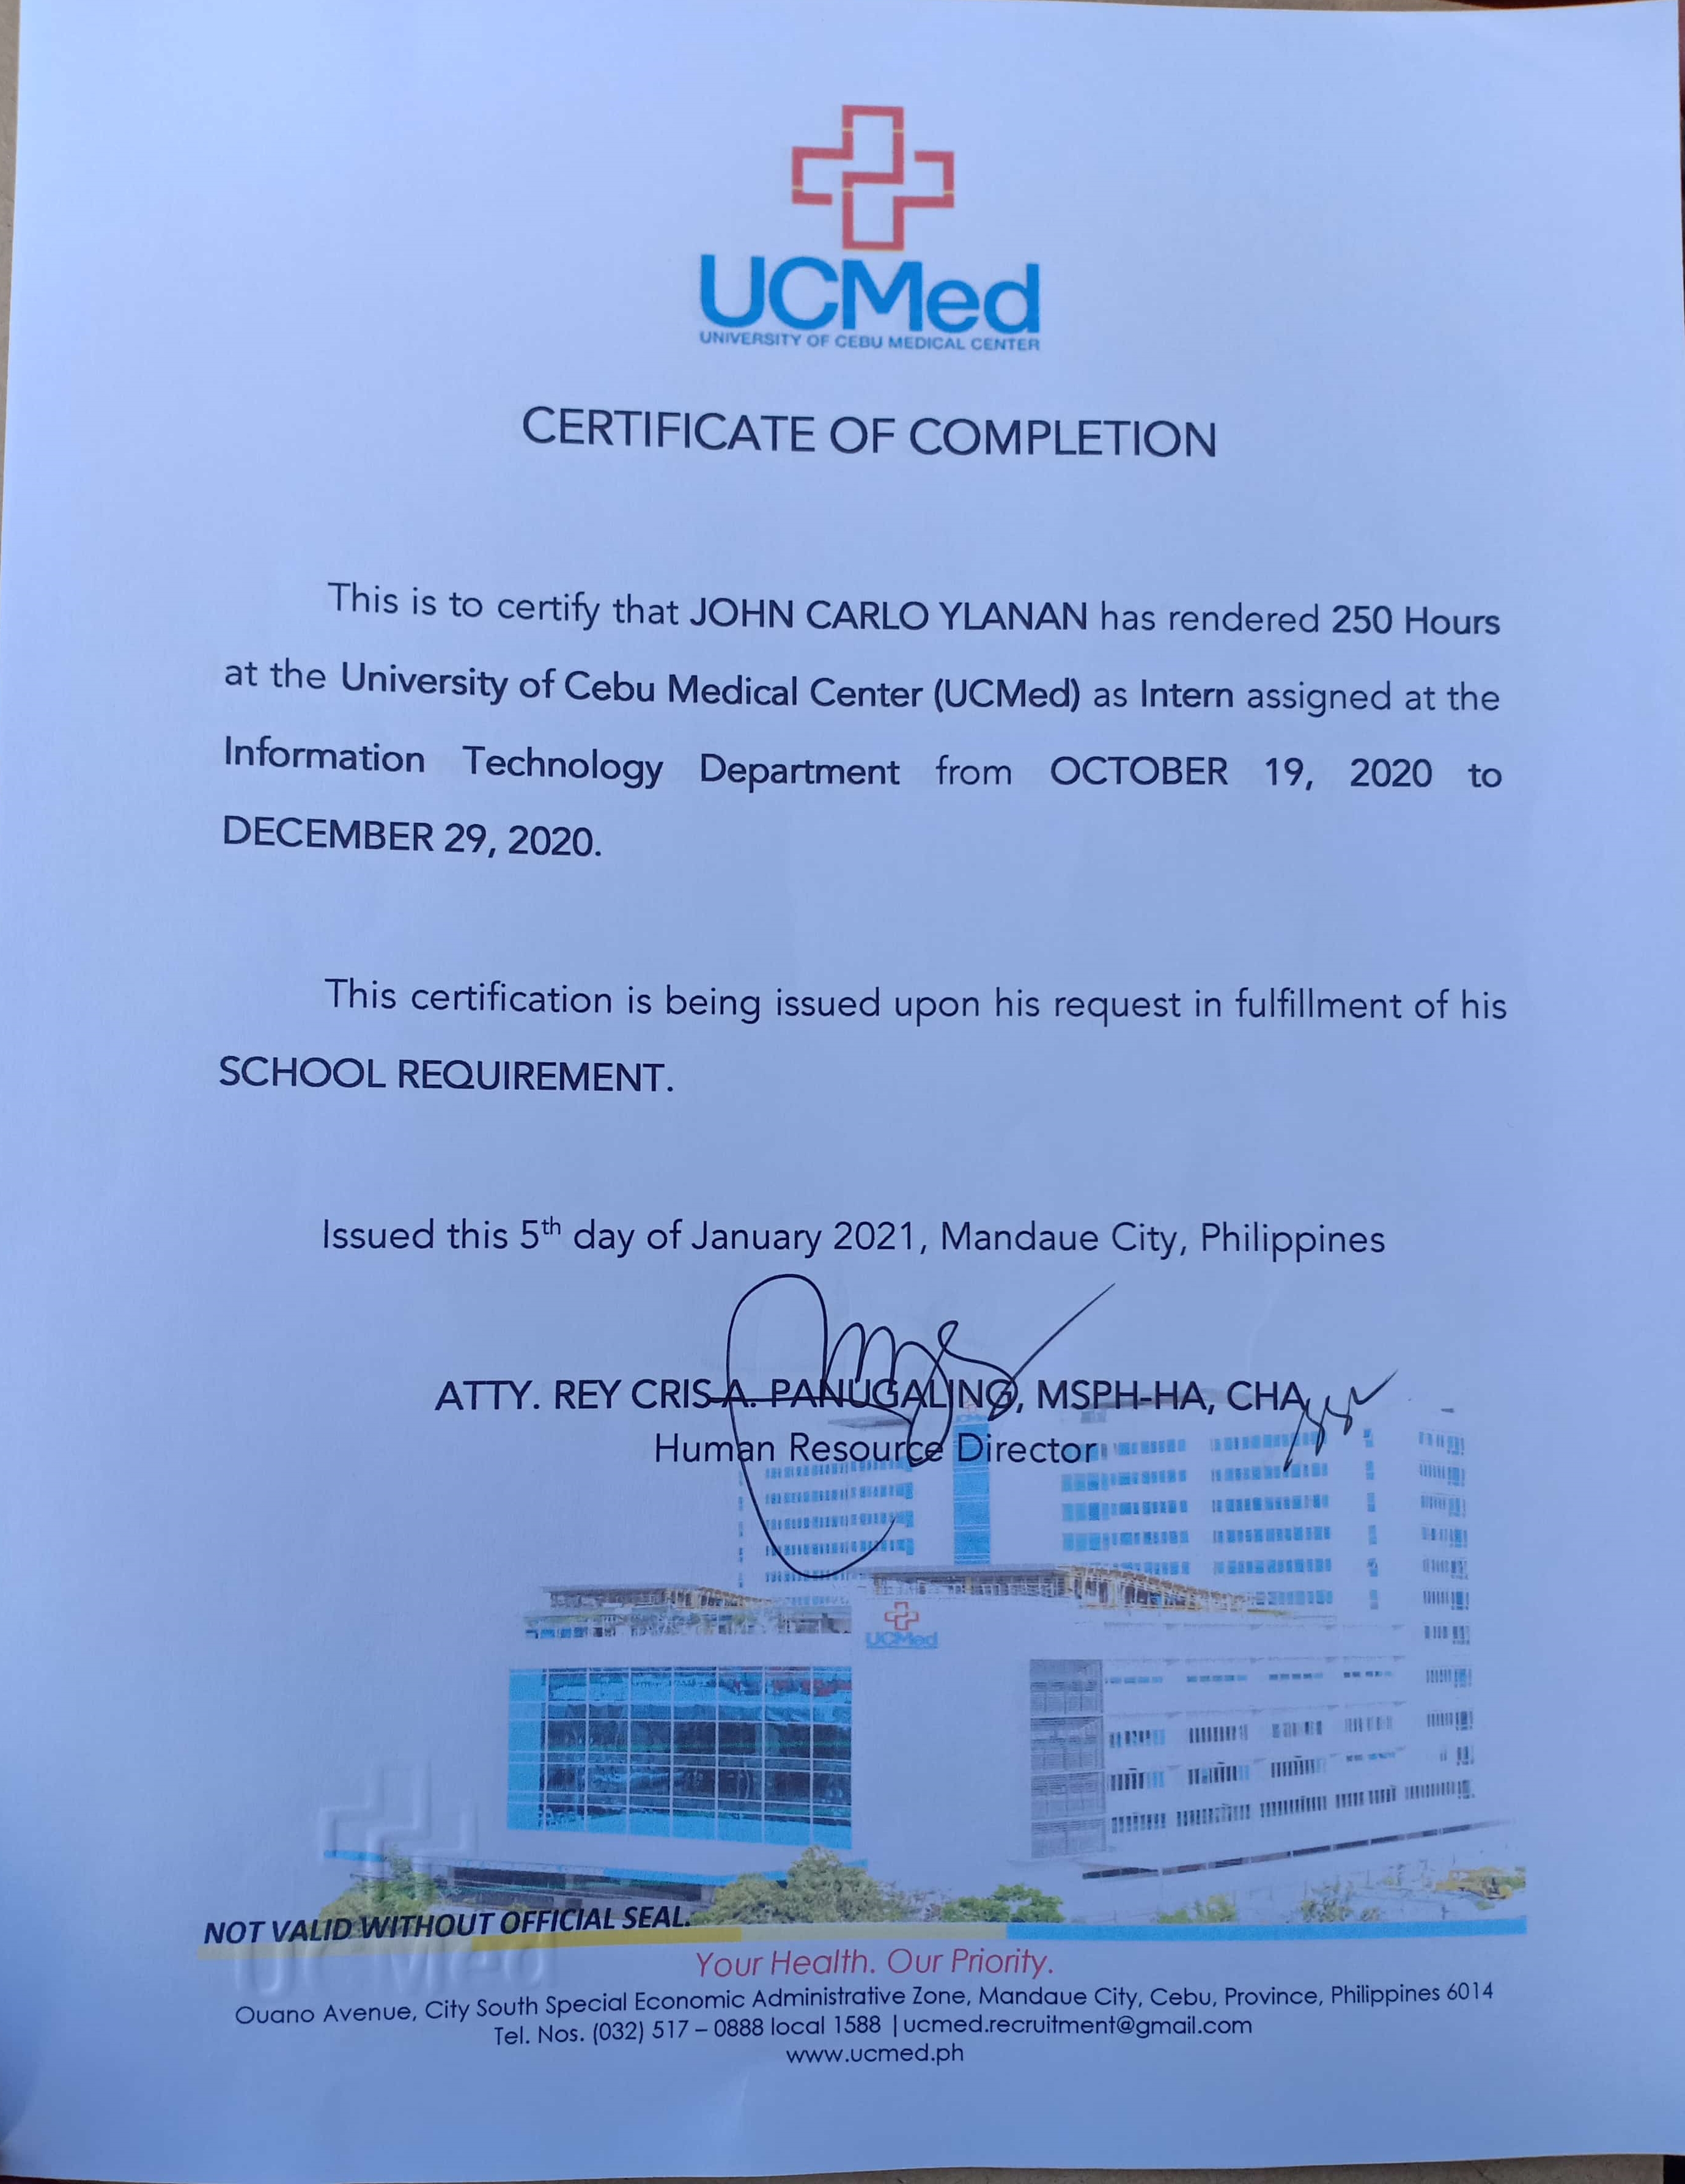 UCMed
UNIVERSITY OF CEBU MEDICAL CENTER
CERTIFICATE OF COMPLETION
This is to certify that JOHN CARLO YLANAN has rendered 250 Hours
at the University of Cebu Medical Center (UCMed) as Intern assigned at the
Information Technology Department from OCTOBER 19, 2020 to
DECEMBER 29, 2020.
This certification is being issued upon his request in fulfillment of his
SCHOOL REQUIREMENT.
Issued this 5th day of January 2021, Mandaue City, Philippines
ATTY. REY CRIS A. PANUGALING, MSPH-HA, CHA
Human Resource Director
UCMed
NOT VALID WITHOUT OFFICIAL SEAL.
UCMed
Your Health. Our Priority.
Ouano Avenue, City South Special Economic Administrative Zone, Mandaue City, Cebu, Province, Philippines 6014
Tel. Nos. (032) 517 – 0888 local 1588 | ucmed.recruitment@gmail.com
www.ucmed.ph